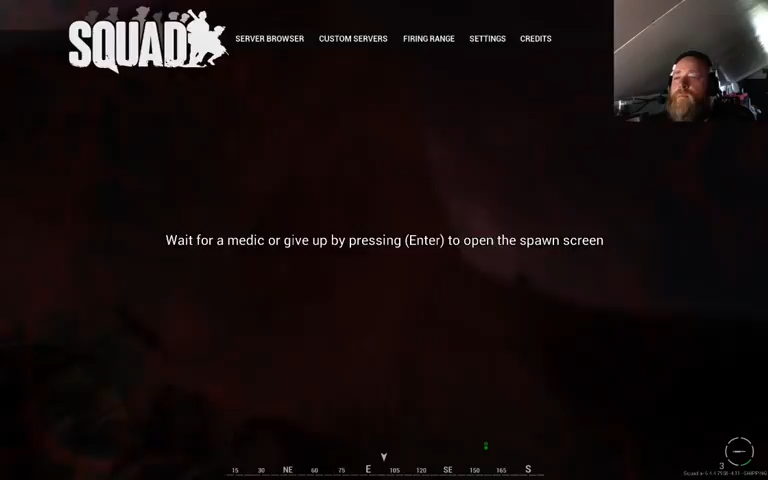 SQUAD
SERVER BROWSER CUSTOM SERVERS FIRING RANGE SETTINGS CREDITS
Wait for a medic or give up by pressing (Enter) to open the spawn screen
3
15 30 NE 60 75 E 105 120 SE 150 165 S